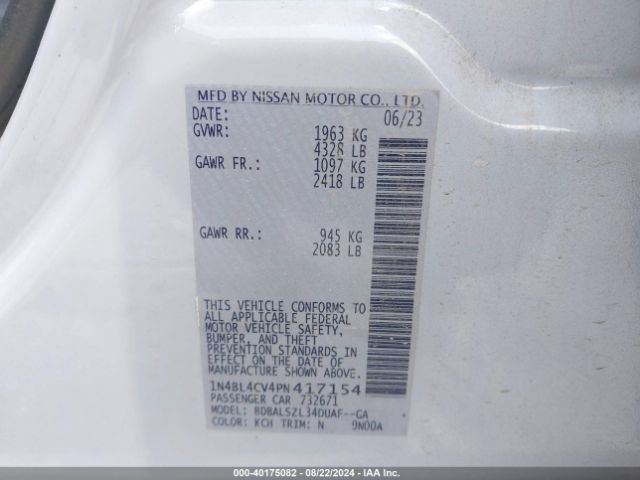 MFD BY NISSAN MOTOR CO., LTD.
DATE: 06/23
GVWR: 1963 KG
4328 LB
GAWR FR.: 1097 KG
2418 LB
GAWR RR.: 945 KG
2083 LB
THIS VEHICLE CONFORMS TO
ALL APPLICABLE FEDERAL
MOTOR VEHICLE SAFETY,
BUMPER, AND THEFT
PREVENTION STANDARDS IN
EFFECT ON THE DATE OF
MANUFACTURE SHOWN ABOVE.
1N4BL4CV4PN417154
PASSENGER CAR 732671
MODEL: BDBALSZL34DUAF--GA
COLOR: KCH TRIM: N 9N00A
000-40175082 - 08/22/2024 - IAA Inc.